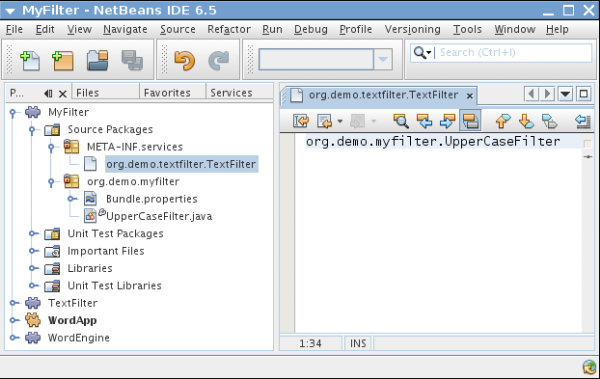 MyFilter - NetBeans IDE 6.5
File Edit View Navigate Source Refactor Run Debug Profile Versioning Tools Window Help
Search (Ctrl+I)
P... Files Favorites Services
MyFilter
Source Packages
META-INF.services
org.demo.textfilter.TextFilter
org.demo.myfilter
Bundle.properties
UpperCaseFilter.java
Unit Test Packages
Important Files
Libraries
Unit Test Libraries
TextFilter
WordApp
WordEngine
org.demo.textfilter.TextFilter x
org.demo.myfilter.UpperCaseFilter
1:34 INS